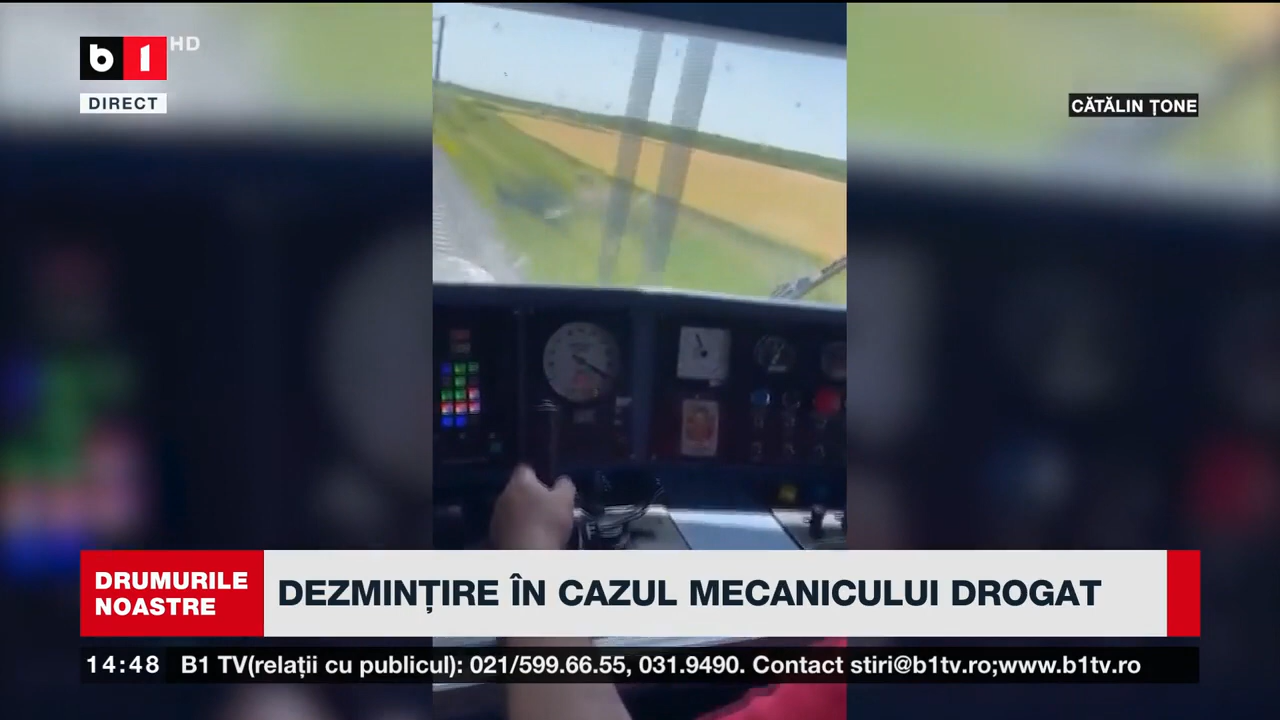 b1 HD
DIRECT
CĂTĂLIN ȚONE
DRUMURILE
NOASTRE
DEZMINȚIRE ÎN CAZUL MECANICULUI DROGAT
14:48 B1 TV(relații cu publicul): 021/599.66.55, 031.9490. Contact stiri@b1tv.ro;www.b1tv.ro